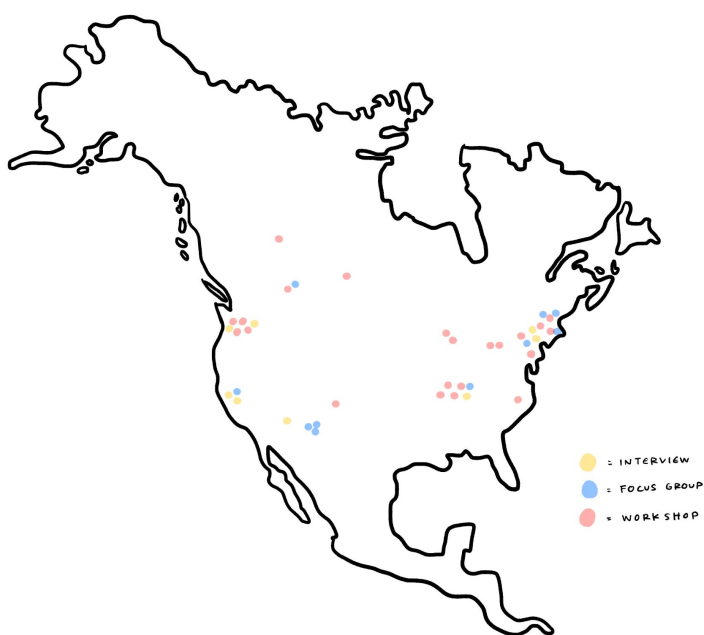 = INTERVIEW
= FOCUS GROUP
= WORKSHOP